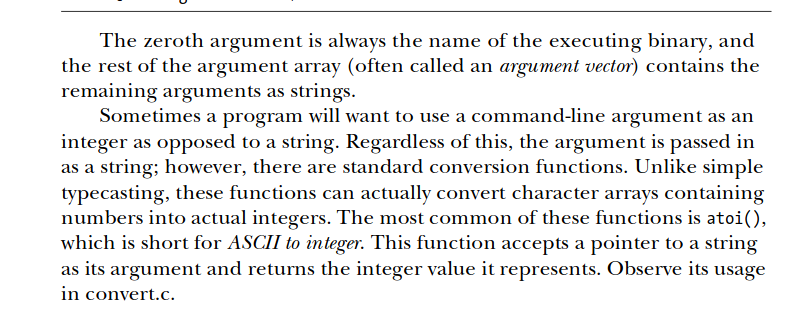 The zeroth argument is always the name of the executing binary, and
the rest of the argument array (often called an argument vector) contains the
remaining arguments as strings.
Sometimes a program will want to use a command-line argument as an
integer as opposed to a string. Regardless of this, the argument is passed in
as a string; however, there are standard conversion functions. Unlike simple
typecasting, these functions can actually convert character arrays containing
numbers into actual integers. The most common of these functions is atoi(),
which is short for ASCII to integer. This function accepts a pointer to a string
as its argument and returns the integer value it represents. Observe its usage
in convert.c.